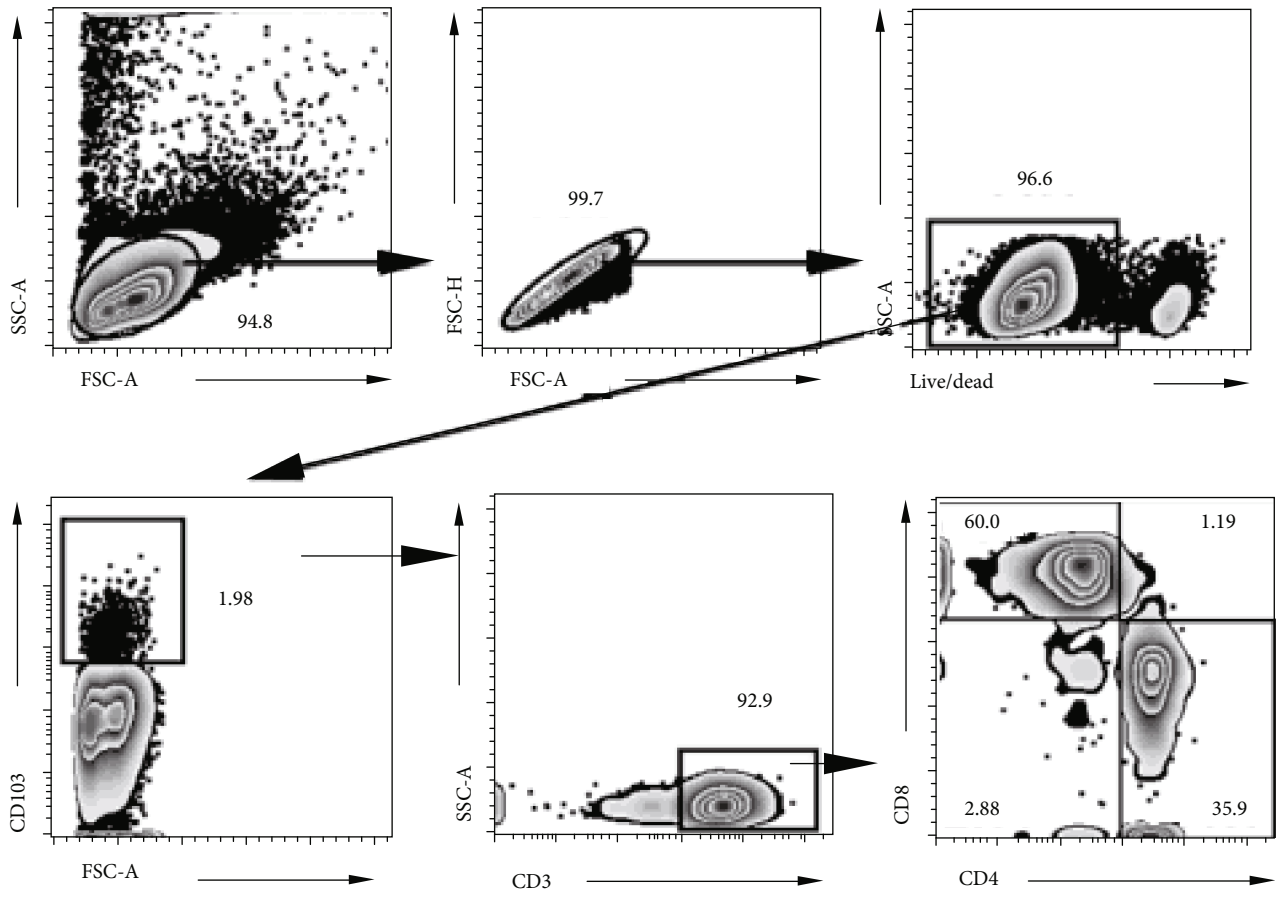 SSC-A
94.8
FSC-A
FSC-H
99.7
FSC-A
SSC-A
96.6
Live/dead
CD103
1.98
FSC-A
SSC-A
92.9
CD3
CD8
60.0
1.19
2.88
35.9
CD4